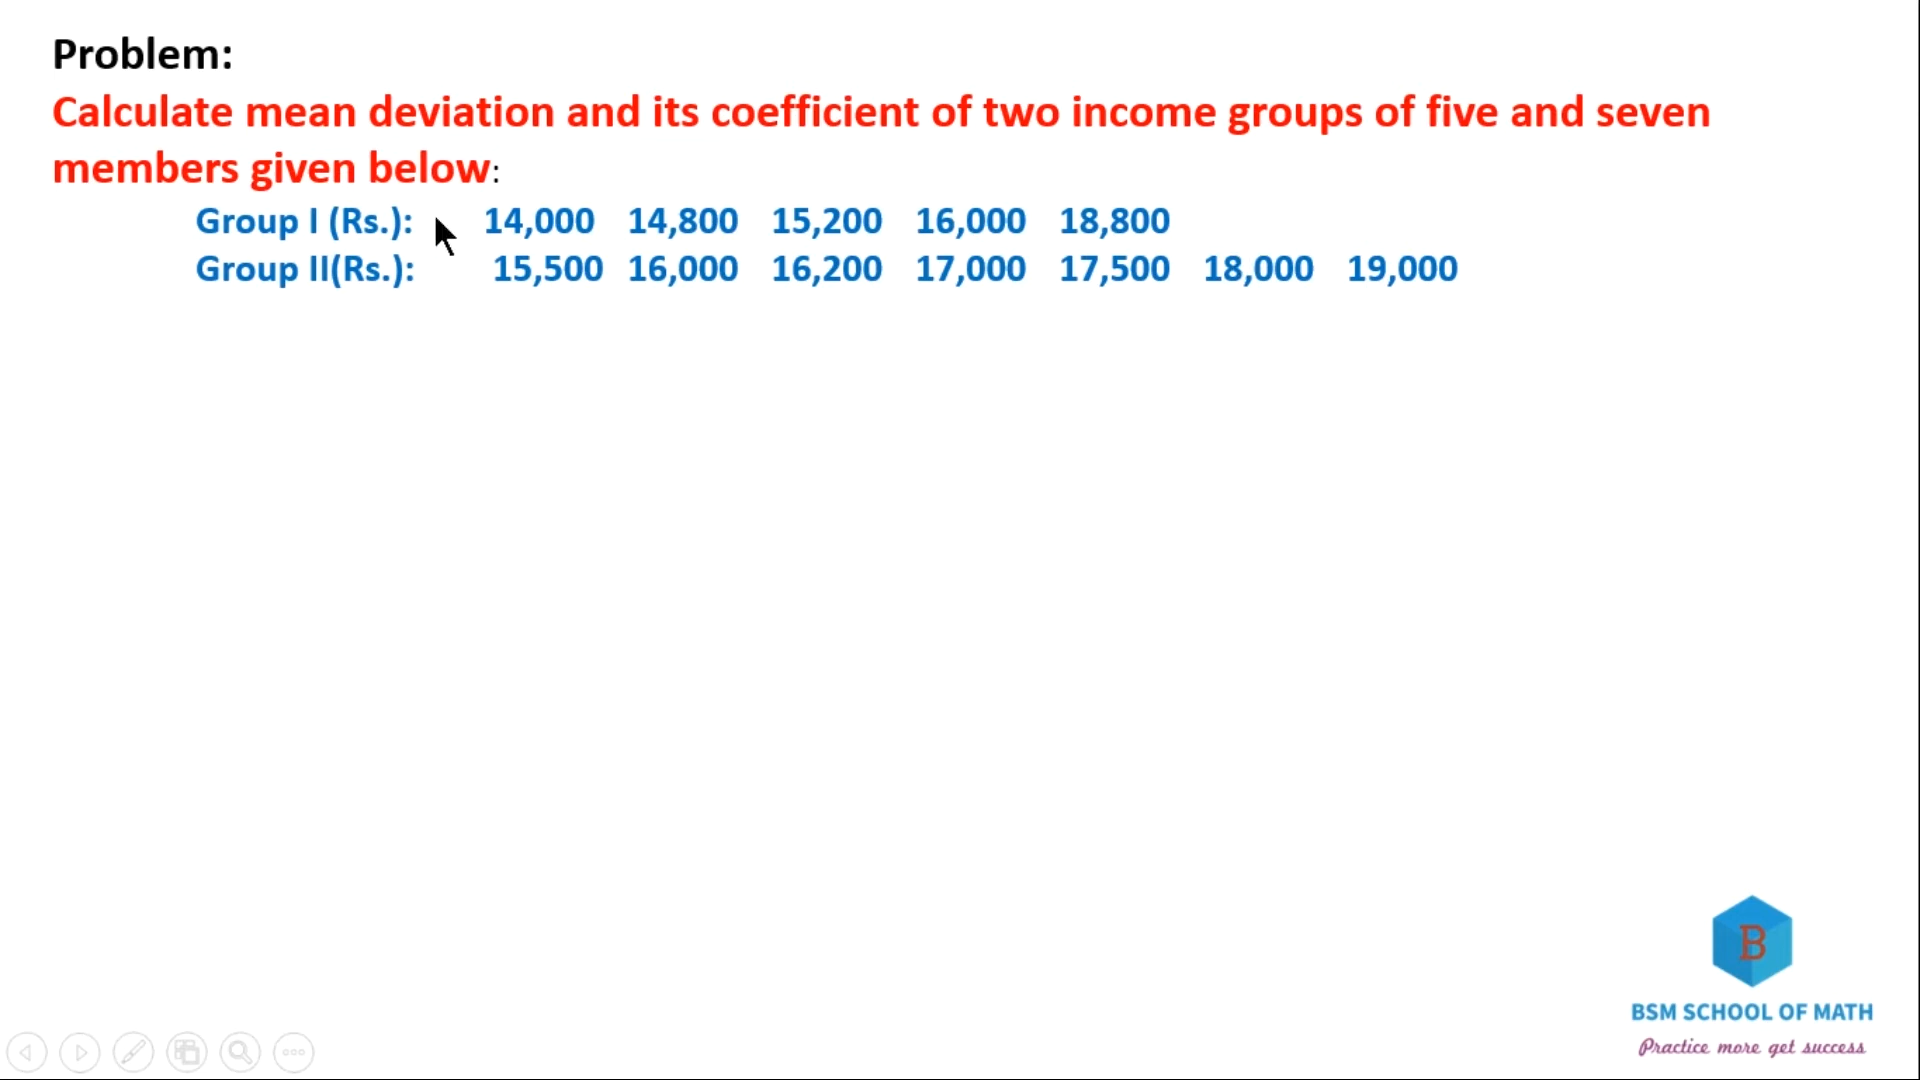 Problem:
Calculate mean deviation and its coefficient of two income groups of five and seven
members given below:
Group I (Rs.): 14,000 14,800 15,200 16,000 18,800
Group II(Rs.): 15,500 16,000 16,200 17,000 17,500 18,000 19,000
B
BSM SCHOOL OF MATH
Practice more get success